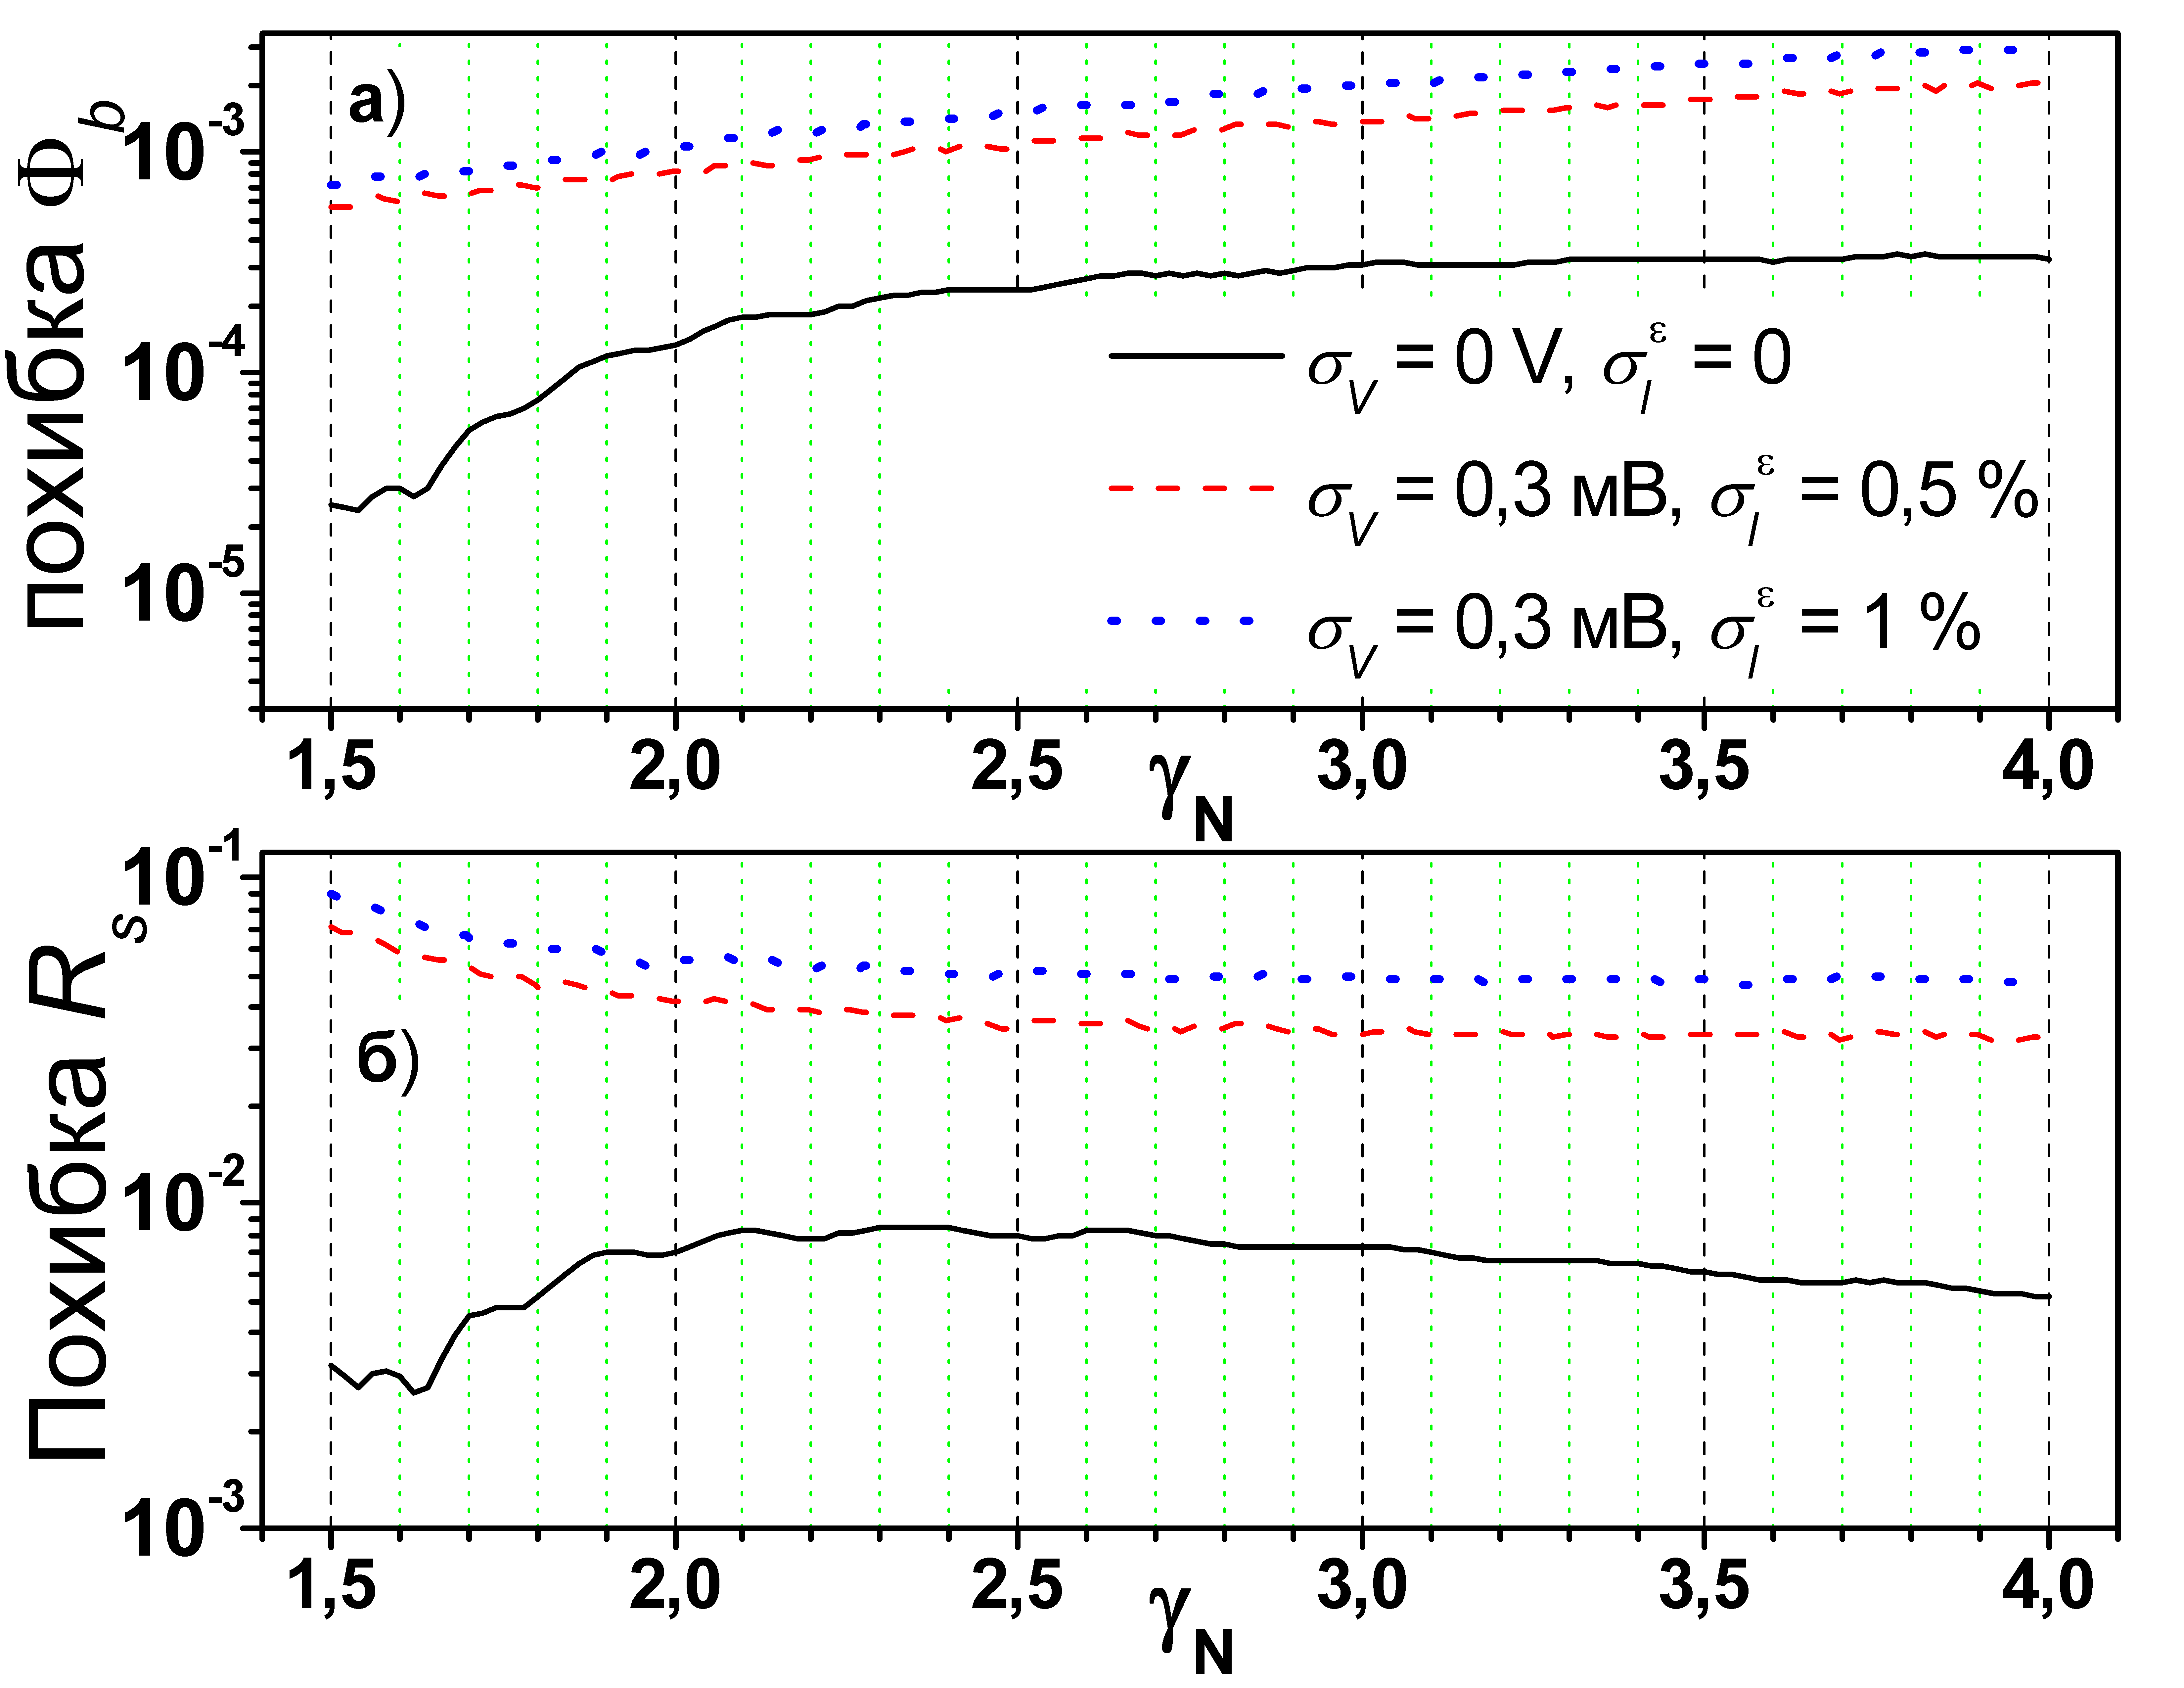 похибка Φb
а)
10-3
10-4
10-5
σV = 0 V, σIε = 0
σV = 0,3 мВ, σIε = 0,5 %
σV = 0,3 мВ, σIε = 1 %
1,5 2,0 2,5 3,0 3,5 4,0
γN
Похибка Rs
б)
10-1
10-2
10-3
1,5 2,0 2,5 3,0 3,5 4,0
γN